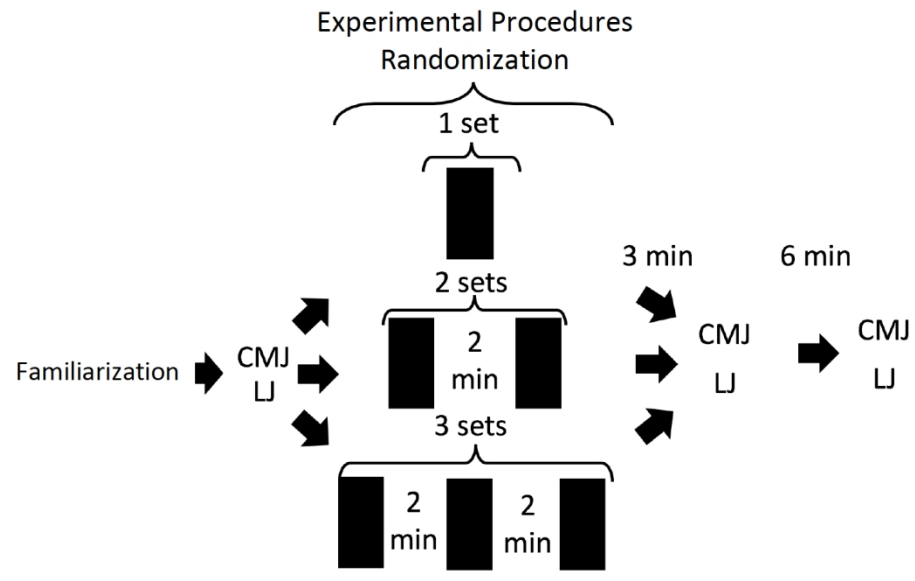 Experimental Procedures
Randomization
1 set
3 min
6 min
2 sets
Familiarization
CMJ
LJ
2
min
CMJ
LJ
CMJ
LJ
3 sets
2
min
2
min